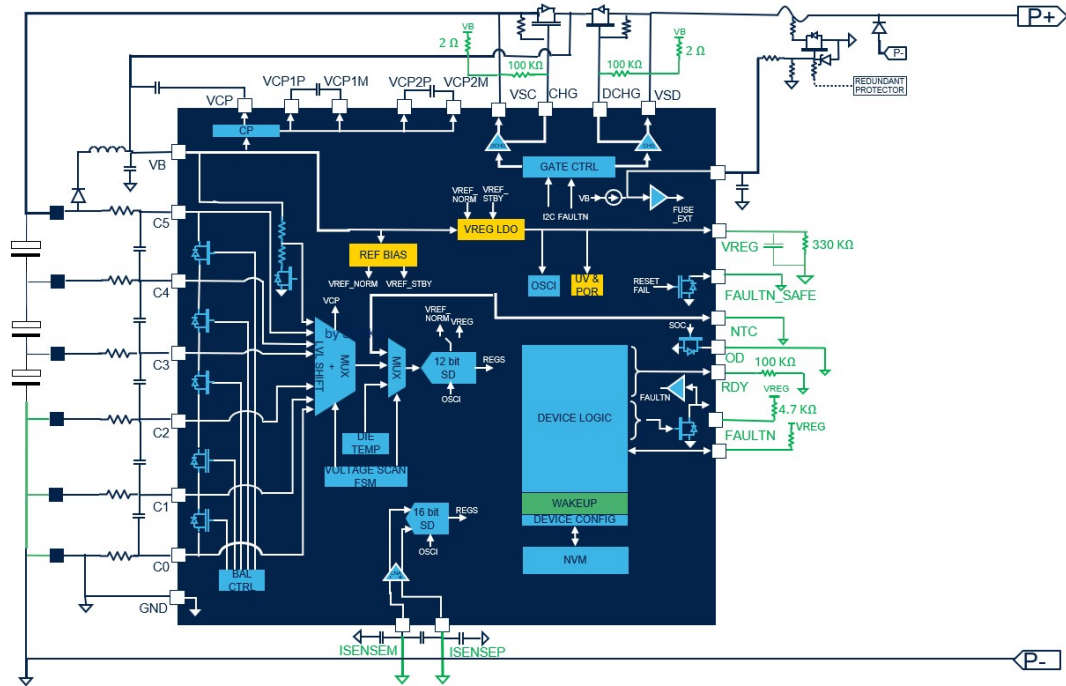 P+
VB
VB
2 Ω
2 Ω
P-
100 KΩ
100 KΩ
REDUNDANT
PROTECTOR
VCP1P
VCP1M
VCP2P
VCP2M
VCP
VSC
CHG
DCHG
VSD
CP
VB
GATE CTRL
VREF_
NORM
VREF_
STBY
I2C
FAULTN
VB
FUSE
_EXT
C5
VREG LDO
REF BIAS
VREG
330 KΩ
VREF_NORM
VREF_STBY
OSCI
UV &
POR
RESET
FAIL
FAULTN_SAFE
C4
VCP
VREF_
NORM
VREG
NTC
SOC
OD
by
LVL SHIFT
+
MUX
MUX
12 bit
SD
REGS
OSCI
C3
100 KΩ
RDY
FAULTN
VREG
4.7 KΩ
VREG
FAULTN
DEVICE LOGIC
C2
DIE
TEMP
VOLTAGE SCAN
FSM
C1
16 bit
SD
REGS
OSCI
WAKEUP
DEVICE CONFIG
NVM
C0
BAL
CTRL
GND
ISENSEM
ISENSEP
P-